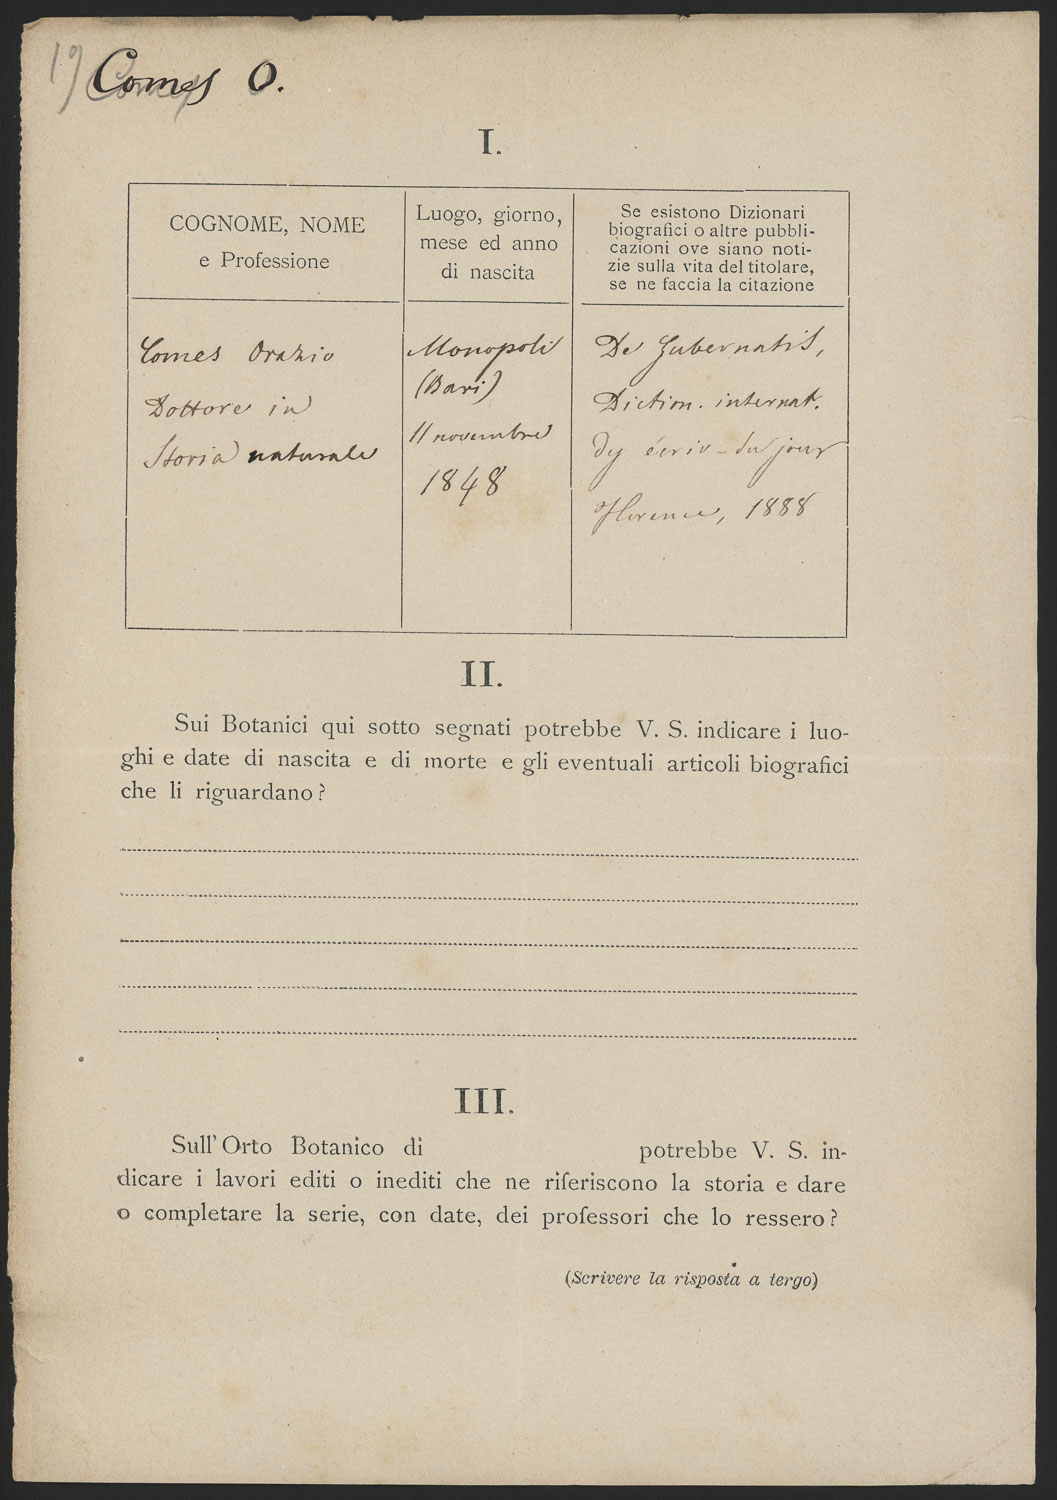 19
Comes O.
I.
COGNOME, NOME
e Professione
Luogo, giorno,
mese ed anno
di nascita
Se esistono Dizionari
biografici o altre pubbli-
cazioni ove siano noti-
zie sulla vita del titolare,
se ne faccia la citazione
Comes Orazio
Dottore in
Storia naturale
Monopoli
(Bari)
11 novembre
1848
De Gubernatis,
Diction. internat.
des écriv. du jour
Florence, 1888
II.
Sui Botanici qui sotto segnati potrebbe V. S. indicare i luo-
ghi e date di nascita e di morte e gli eventuali articoli biografici
che li riguardano?
III.
Sull'Orto Botanico di potrebbe V. S. in-
dicare i lavori editi o inediti che ne riferiscono la storia e dare
o completare la serie, con date, dei professori che lo ressero?
(Scrivere la risposta a tergo)